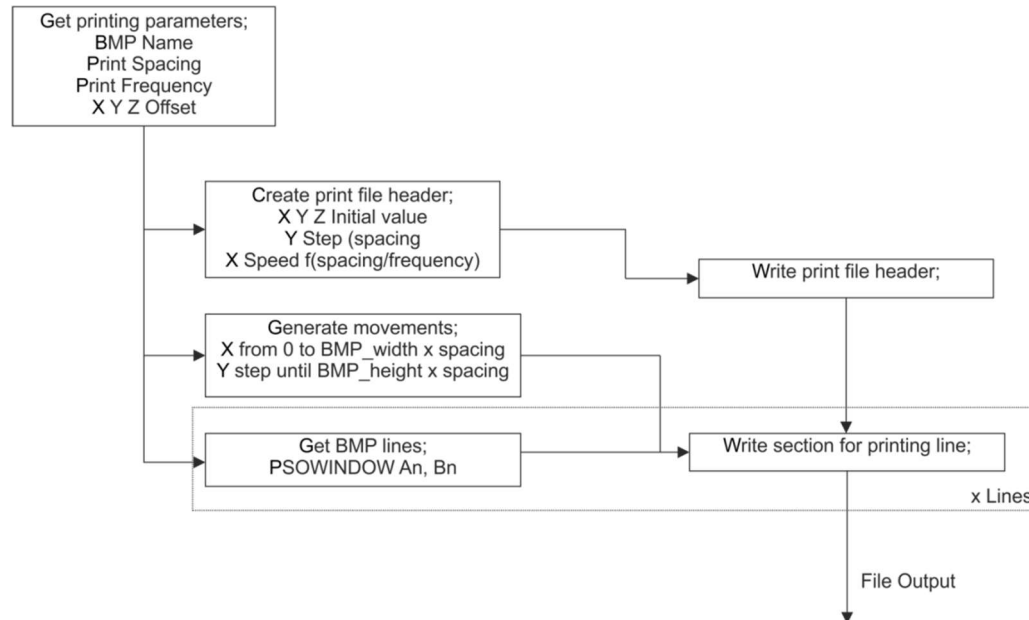 Get printing parameters;
BMP Name
Print Spacing
Print Frequency
X Y Z Offset
Create print file header;
X Y Z Initial value
Y Step (spacing
X Speed f(spacing/frequency)
Write print file header;
Generate movements;
X from 0 to BMP_width x spacing
Y step until BMP_height x spacing
Get BMP lines;
PSOWINDOW An, Bn
Write section for printing line;
x Lines
File Output